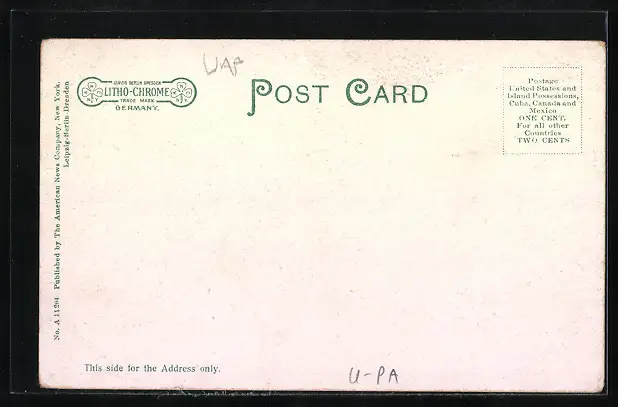 LEIPZIG BERLIN DRESDEN
LITHO-CHROME
TRADE MARK
GERMANY.
POST CARD
Postage
United States and
Island Possessions,
Cuba, Canada and
Mexico
ONE CENT.
For all other
Countries
TWO CENTS
No. A 11294 Published by The American News Company, New York,
Leipzig-Berlin-Dresden
This side for the Address only.
U-PA